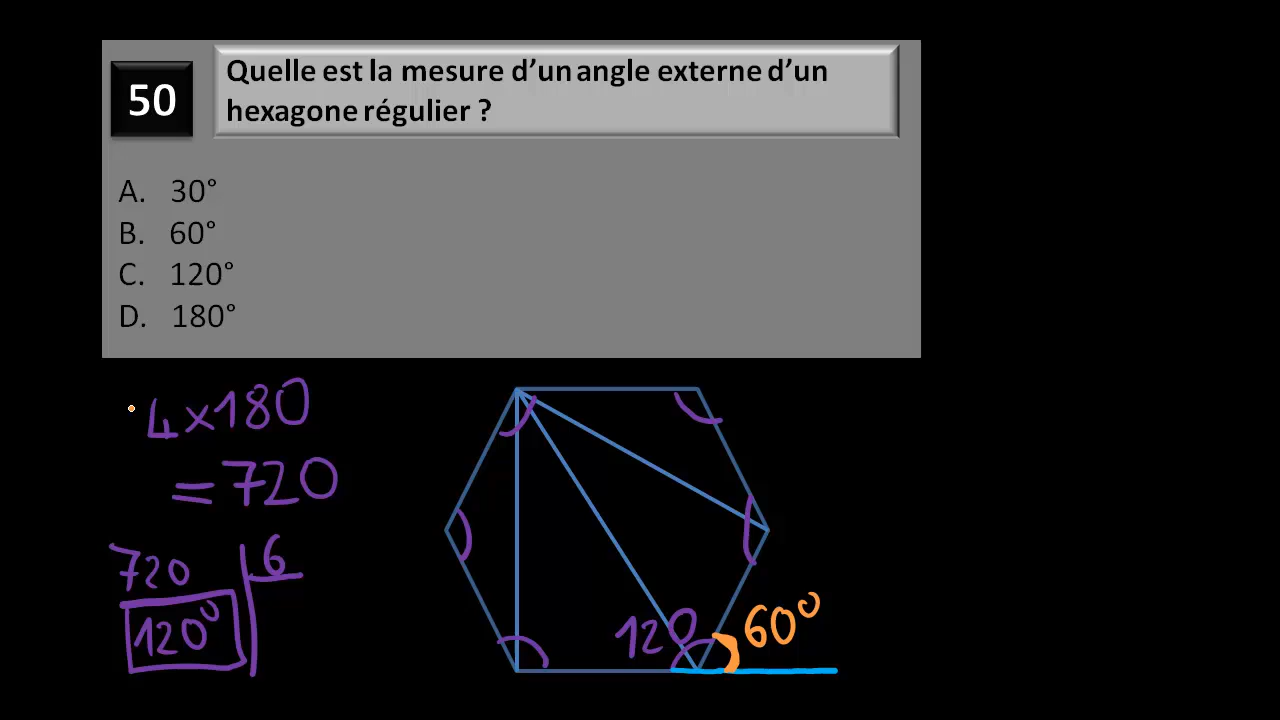 50
Quelle est la mesure d'un angle externe d'un
hexagone régulier ?
A. 30°
B. 60°
C. 120°
D. 180°
4×180
=720
720 6
120°
120
60°